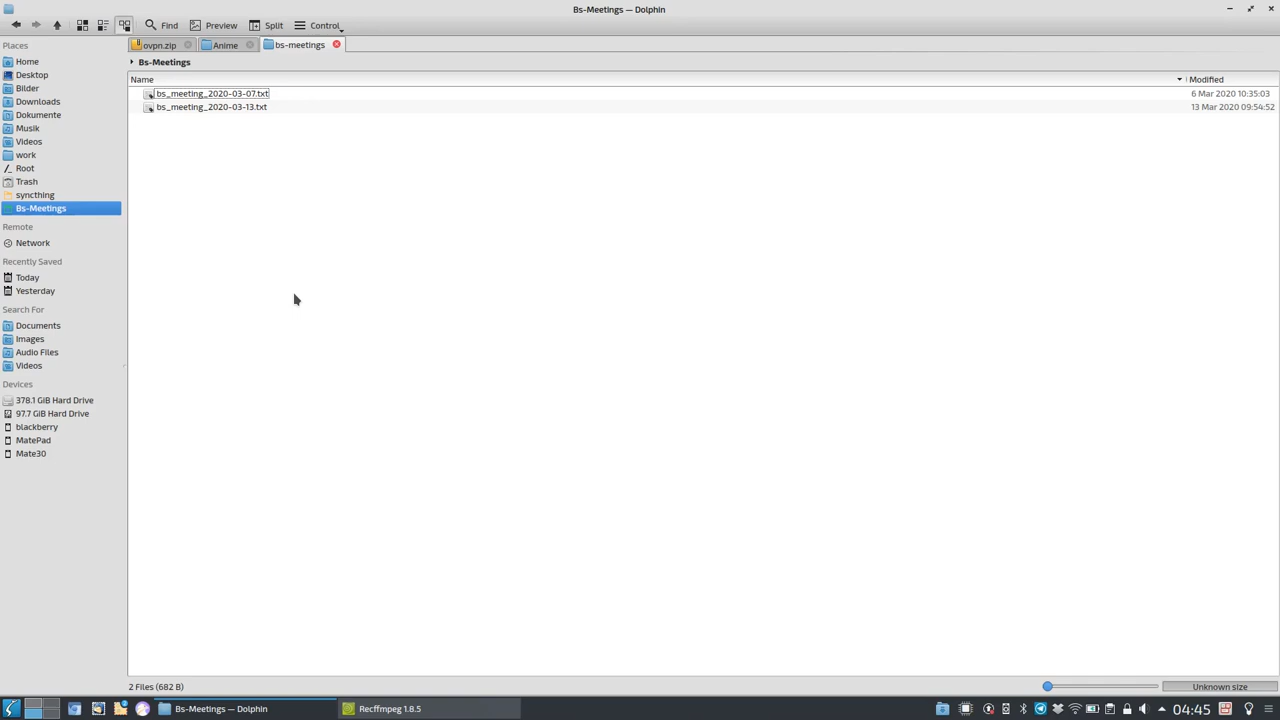 Bs-Meetings — Dolphin
Find
Preview
Split
Control
Places
Home
Desktop
Bilder
Downloads
Dokumente
Musik
Videos
work
Root
Trash
syncthing
Bs-Meetings
Remote
Network
Recently Saved
Today
Yesterday
Search For
Documents
Images
Audio Files
Videos
Devices
378.1 GiB Hard Drive
97.7 GiB Hard Drive
blackberry
MatePad
Mate30
ovpn.zip
Anime
bs-meetings
Bs-Meetings
Name
Modified
bs_meeting_2020-03-07.txt
6 Mar 2020 10:35:03
bs_meeting_2020-03-13.txt
13 Mar 2020 09:54:52
2 Files (682 B)
Unknown size
Bs-Meetings — Dolphin
Recffmpeg 1.8.5
04:45